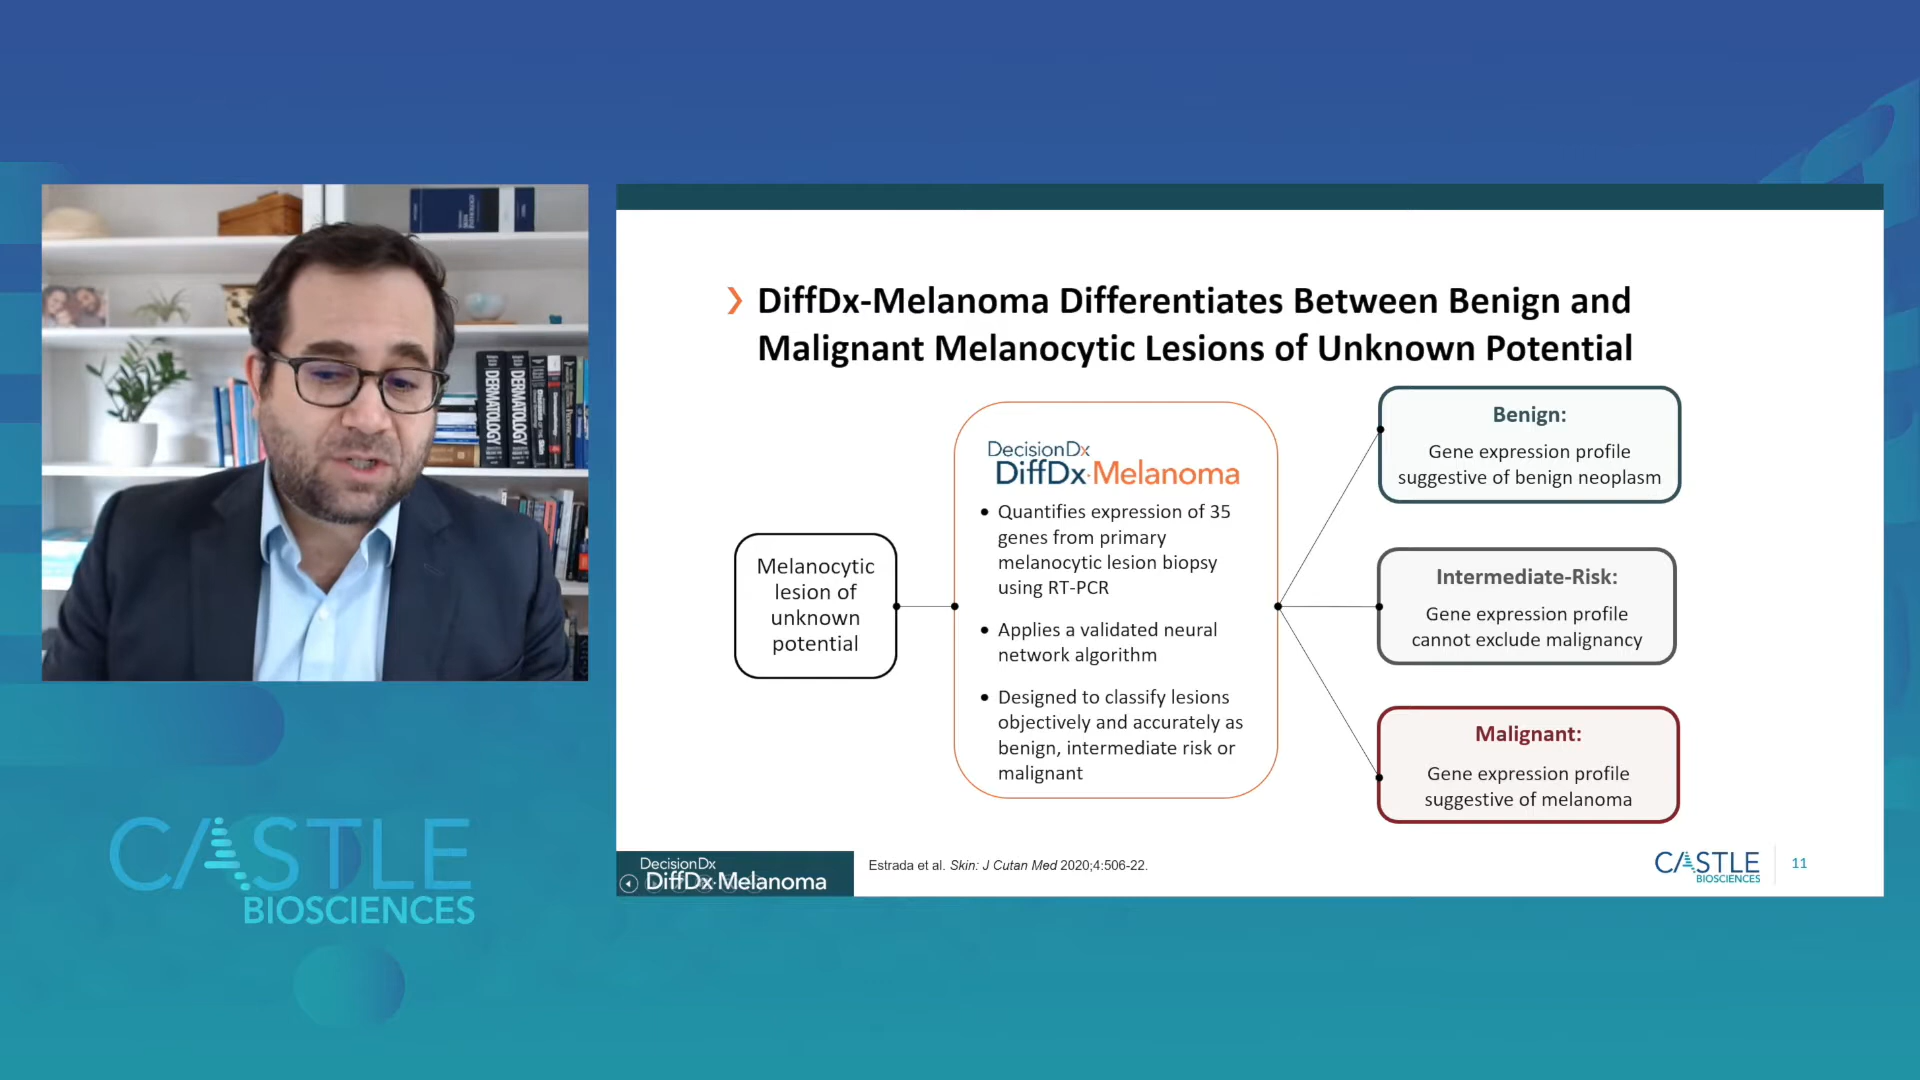 DERMATOLOGY
DERMATOLOGY
CASTLE
BIOSCIENCES
DiffDx-Melanoma Differentiates Between Benign and
Malignant Melanocytic Lesions of Unknown Potential
Melanocytic
lesion of
unknown
potential
DecisionDx
DiffDx·Melanoma
• Quantifies expression of 35
genes from primary
melanocytic lesion biopsy
using RT-PCR
• Applies a validated neural
network algorithm
• Designed to classify lesions
objectively and accurately as
benign, intermediate risk or
malignant
Benign:
Gene expression profile
suggestive of benign neoplasm
Intermediate-Risk:
Gene expression profile
cannot exclude malignancy
Malignant:
Gene expression profile
suggestive of melanoma
DecisionDx
DiffDx·Melanoma
Estrada et al. Skin: J Cutan Med 2020;4:506-22.
CASTLE
BIOSCIENCES
11